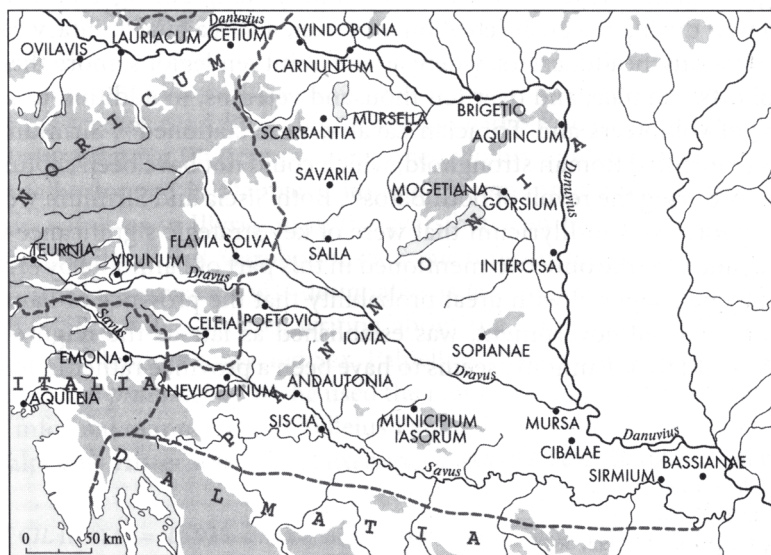 Danuvius
VINDOBONA
LAURIACUM
CETIUM
OVILAVIS
CARNUNTUM
BRIGETIO
NORICUM
SCARBANTIA
MURSELLA
AQUINCUM
SAVARIA
MOGETIANA
GORSIUM
Danuvius
PANNONIA
FLAVIA SOLVA
SALLA
TEURNIA
VIRUNUM
INTERCISA
Dravus
Savus
CELEIA
POETOVIO
IOVIA
SOPIANAE
EMONA
ITALIA
NEVIODUNUM
ANDAUTONIA
Dravus
AQUILEIA
SISCIA
MUNICIPIUM
IASORUM
MURSA
Danuvius
CIBALAE
Savus
SIRMIUM
BASSIANAE
DALMATIA
0 50 km